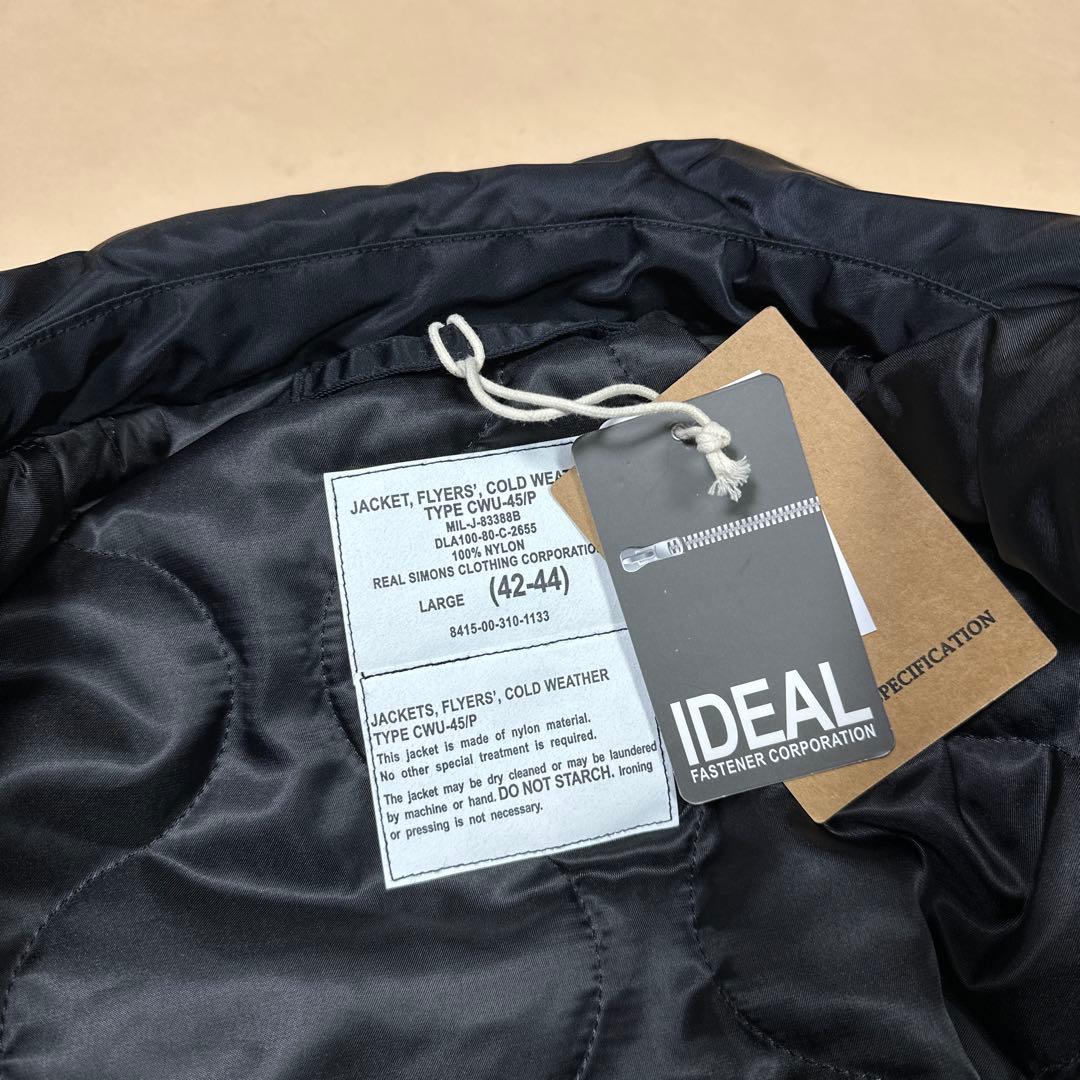 JACKET, FLYERS', COLD
TYPE CWU-45/P
MIL-J-83388B
DLA100-80-C-2655
100% NYLON
REAL SIMONS CLOTHING
LARGE (42-44)
8415-00-310-1133
JACKETS, FLYERS', COLD WEATHER
TYPE CWU-45/P
This jacket is made of nylon material.
No other special treatment is required.
The jacket may be dry cleaned or may be laundered
by machine or hand. DO NOT STARCH. Ironing
or pressing is not necessary.
IDEAL
FASTENER CORPORATION